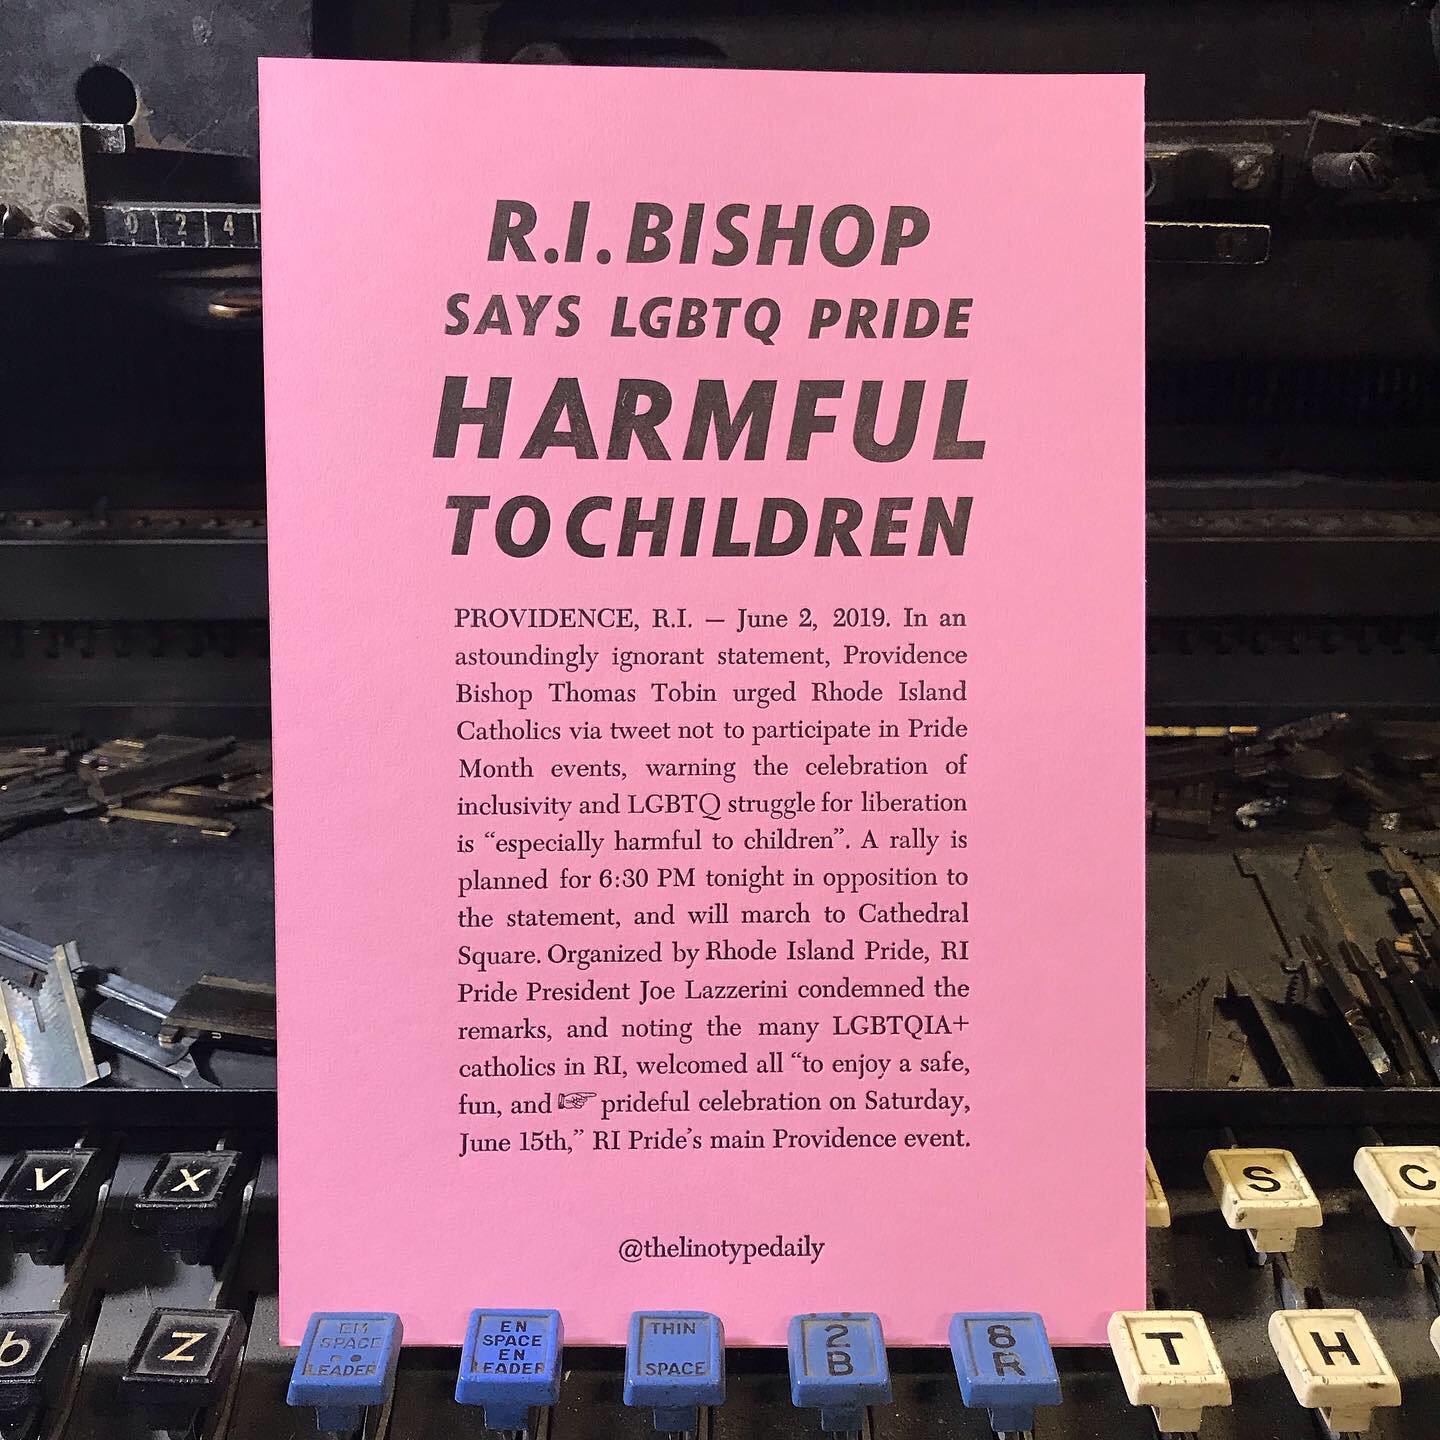 0 2 4
R.I. BISHOP
SAYS LGBTQ PRIDE
HARMFUL
TO CHILDREN
PROVIDENCE, R.I. — June 2, 2019. In an
astoundingly ignorant statement, Providence
Bishop Thomas Tobin urged Rhode Island
Catholics via tweet not to participate in Pride
Month events, warning the celebration of
inclusivity and LGBTQ struggle for liberation
is “especially harmful to children”. A rally is
planned for 6:30 PM tonight in opposition to
the statement, and will march to Cathedral
Square. Organized by Rhode Island Pride, RI
Pride President Joe Lazzerini condemned the
remarks, and noting the many LGBTQIA+
catholics in RI, welcomed all “to enjoy a safe,
fun, and ☞ prideful celebration on Saturday,
June 15th,” RI Pride’s main Providence event.
@thelinotypedaily
V X S C
b Z
EM
SPACE
LEADER
EN
SPACE
EN
LEADER
THIN
SPACE
2
B
8
R
T H